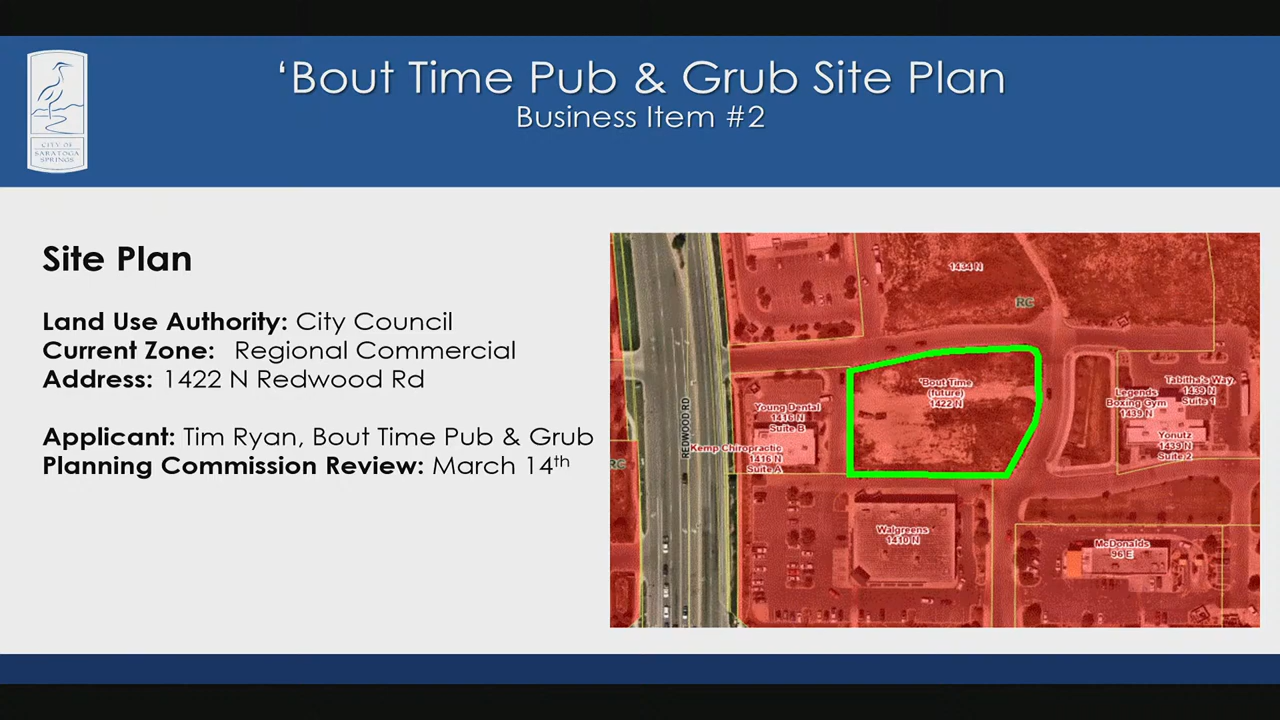 ‘Bout Time Pub & Grub Site Plan
Business Item #2
CITY OF
SARATOGA
SPRINGS
Site Plan
Land Use Authority: City Council
Current Zone: Regional Commercial
Address: 1422 N Redwood Rd
Applicant: Tim Ryan, Bout Time Pub & Grub
Planning Commission Review: March 14th
1434 N
RC
'Bout Time
(future)
1422 N
Young Dental
1416 N
Suite B
Kemp Chiropractic
1416 N
Suite A
REDWOOD RD
RC
Legends
Boxing Gym
1439 N
Tabitha's Way,
1439 N
Suite 1
Yonutz
1439 N
Suite 2
Walgreens
1410 N
McDonalds
96 E